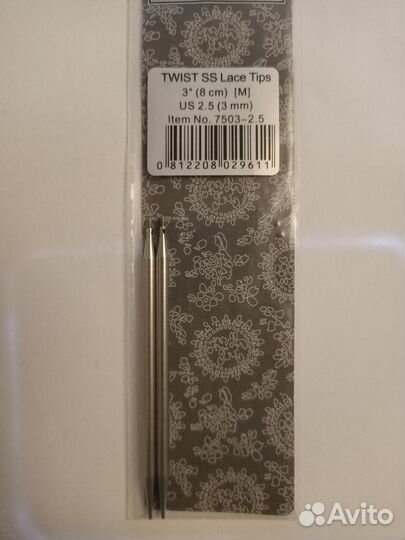 TWIST SS Lace Tips
3" (8 cm) [M]
US 2.5 (3 mm)
Item No. 7503-2.5
0 812208 029611
Avito